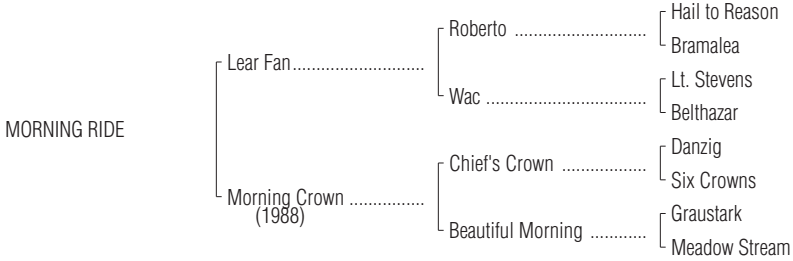 Hail to Reason
Roberto ............................
Bramalea
Lear Fan............................
Lt. Stevens
Wac ..................................
Belthazar
MORNING RIDE
Danzig
Chief's Crown ..................
Six Crowns
Morning Crown ................
(1988)
Graustark
Beautiful Morning ............
Meadow Stream